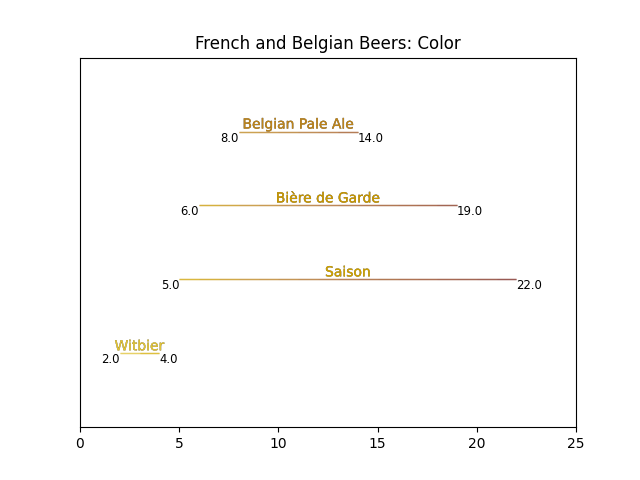 French and Belgian Beers: Color
Belgian Pale Ale
8.0 14.0
Bière de Garde
6.0 19.0
Saison
5.0 22.0
Witbier
2.0 4.0
0 5 10 15 20 25